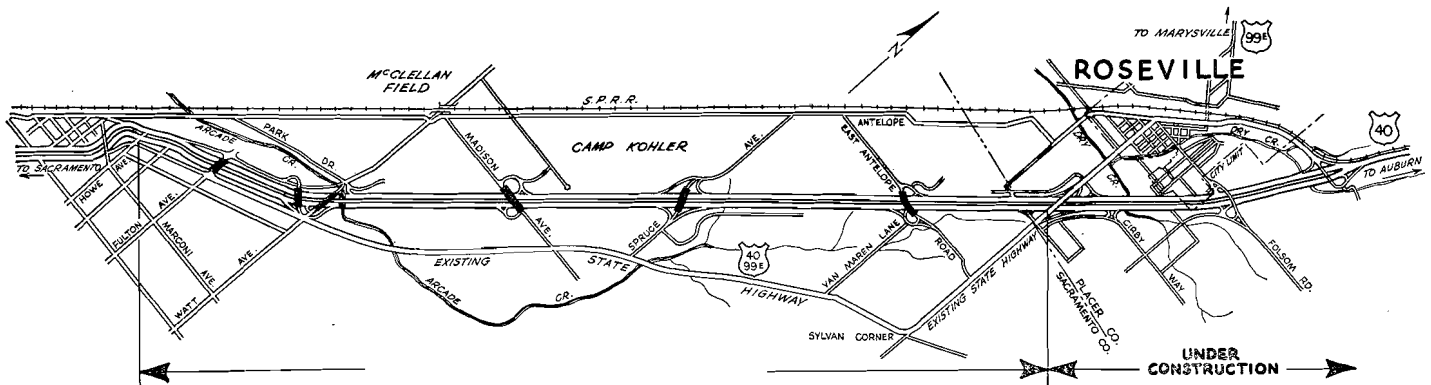 TO MARYSVILLE
99E
N
ROSEVILLE
McCLELLAN
FIELD
S.P.R.R.
40
ANTELOPE
DRY CR.
PARK DR.
ARCADE CR.
CAMP KOHLER
AVE.
EAST ANTELOPE
DRY
CR.
CITY LIMIT
MADISON
AVE.
TO SACRAMENTO
TO AUBURN
HOWE AVE.
FULTON AVE.
MARCONI AVE.
WATT AVE.
SPRUCE
VAN MAREN LANE
ROAD
CIRBY
WAY
FOLSOM RD.
EXISTING STATE HIGHWAY
40
99E
EXISTING STATE HIGHWAY
ARCADE CR.
PLACER CO.
SACRAMENTO CO.
SYLVAN CORNER
UNDER
CONSTRUCTION